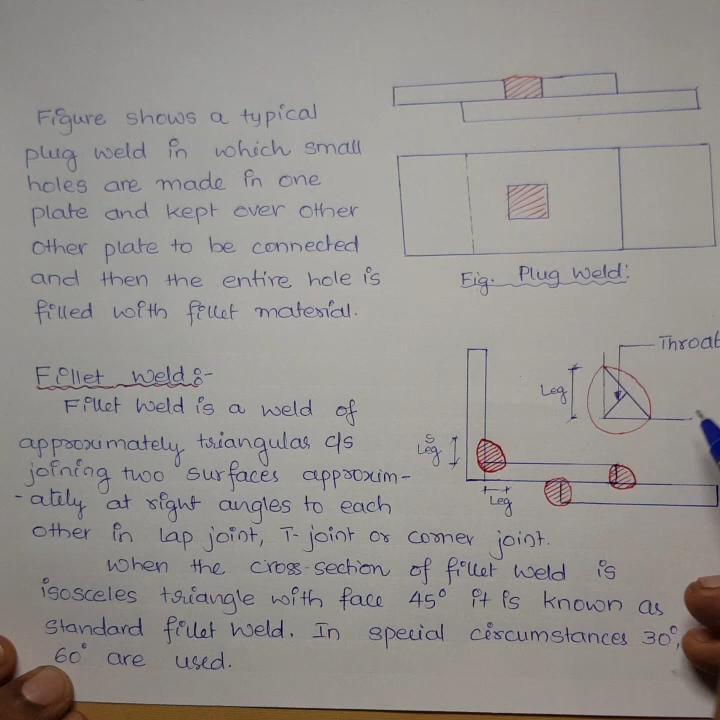 Figure shows a typical
plug weld in which small
holes are made in one
plate and kept over other
other plate to be connected
and then the entire hole is
filled with fillet material.
Fig. Plug Weld:
Fillet Weld:-
Fillet Weld is a weld of
approximately triangular c/s
joining two surfaces approxim-
-ately at right angles to each
other in lap joint, T-joint or corner joint.
When the cross-section of fillet weld is
isosceles triangle with face 45° it is known as
standard fillet weld. In special circumstances 30°,
60° are used.
Throat
Leg
S
Leg
Leg